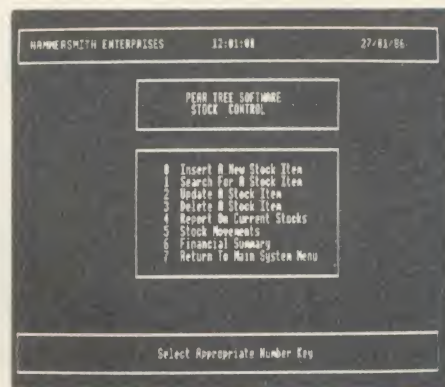 HAMMERSMITH ENTERPRISES 12:01:01 27/01/86
PEAR TREE SOFTWARE
STOCK CONTROL
0 Insert A New Stock Item
1 Search For A Stock Item
2 Update A Stock Item
3 Delete A Stock Item
4 Report On Current Stocks
5 Stock Movements
6 Financial Summary
7 Return To Main System Menu
Select Appropriate Number Key